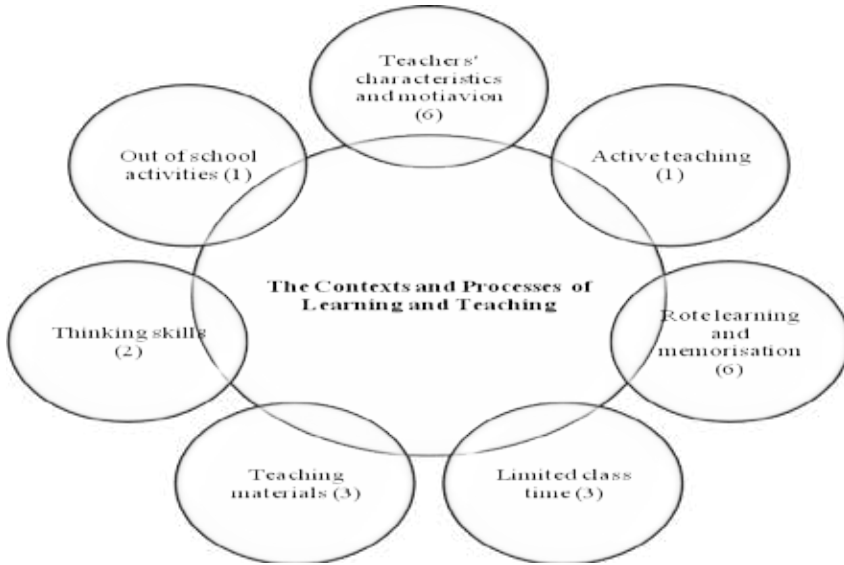 Teachers'
characteristics
and motiavion
(6)
Out of school
activities (1)
Active teaching
(1)
The Contexts and Processes of
Learning and Teaching
Thinking skills
(2)
Rote learning
and
memorisation
(6)
Teaching
materials (3)
Limited class
time (3)